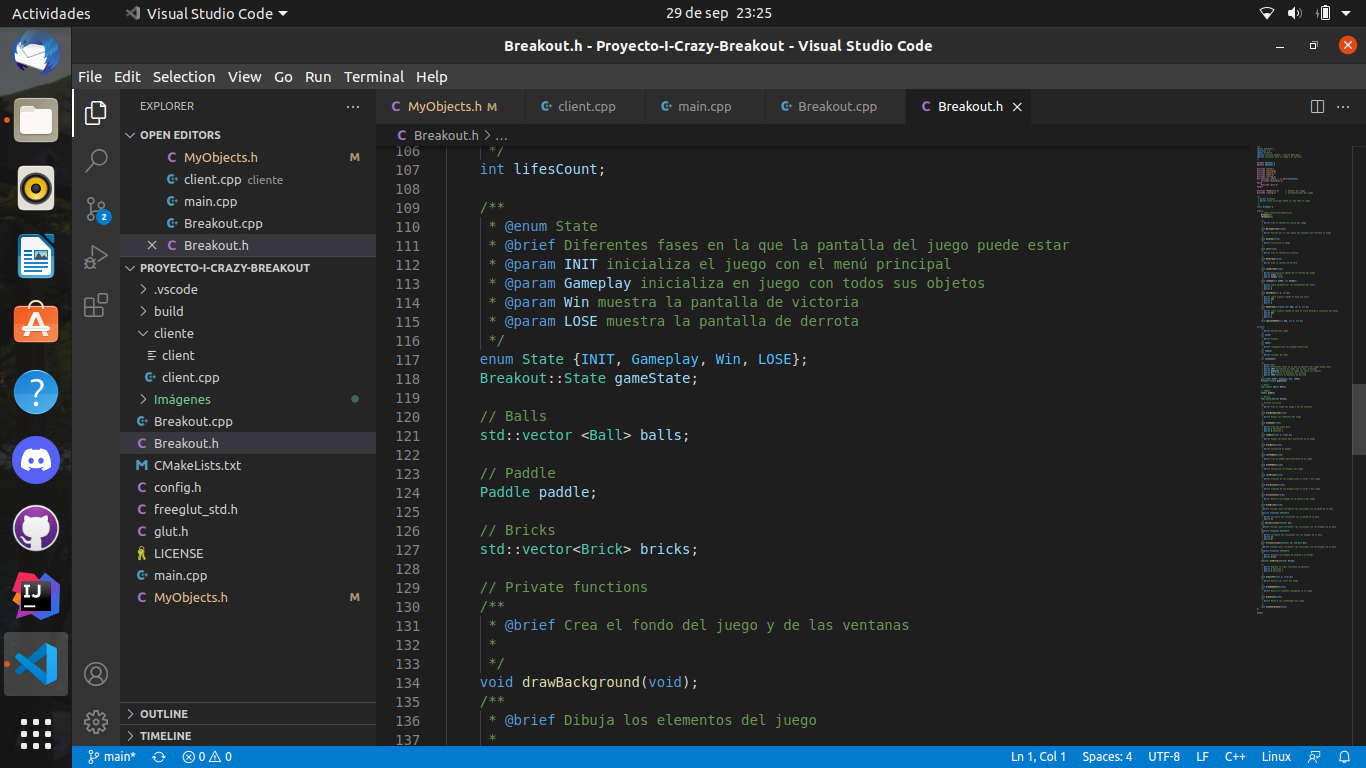 Actividades
Visual Studio Code
29 de sep 23:25
Breakout.h - Proyecto-I-Crazy-Breakout - Visual Studio Code
File Edit Selection View Go Run Terminal Help
EXPLORER
OPEN EDITORS
MyObjects.h M
client.cpp cliente
main.cpp
Breakout.cpp
Breakout.h
PROYECTO-I-CRAZY-BREAKOUT
.vscode
build
cliente
client
client.cpp
Imágenes
Breakout.cpp
Breakout.h
CMakeLists.txt
config.h
freeglut_std.h
glut.h
LICENSE
main.cpp
MyObjects.h M
OUTLINE
TIMELINE
2
IJ
MyObjects.h M client.cpp main.cpp Breakout.cpp Breakout.h
Breakout.h > ...
106 */
107 int lifesCount;
108
109 /**
110 * @enum State
111 * @brief Diferentes fases en la que la pantalla del juego puede estar
112 * @param INIT inicializa el juego con el menú principal
113 * @param Gameplay inicializa en juego con todos sus objetos
114 * @param Win muestra la pantalla de victoria
115 * @param LOSE muestra la pantalla de derrota
116 */
117 enum State {INIT, Gameplay, Win, LOSE};
118 Breakout::State gameState;
119
120 // Balls
121 std::vector <Ball> balls;
122
123 // Paddle
124 Paddle paddle;
125
126 // Bricks
127 std::vector<Brick> bricks;
128
129 // Private functions
130 /**
131 * @brief Crea el fondo del juego y de las ventanas
132 *
133 */
134 void drawBackground(void);
135 /**
136 * @brief Dibuja los elementos del juego
137 *
main* 0 0
Ln 1, Col 1 Spaces: 4 UTF-8 LF C++ Linux